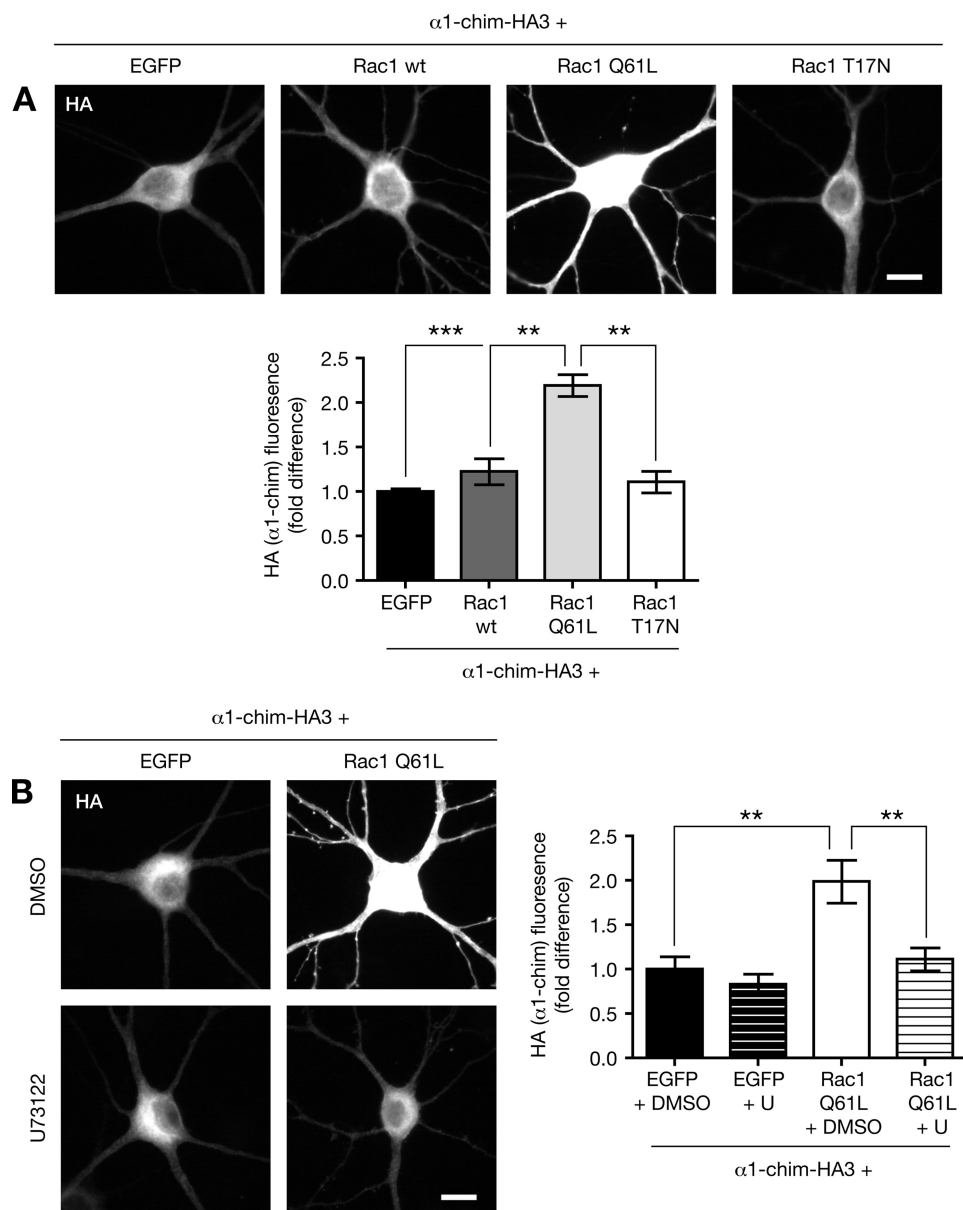 α1-chim-HA3 +
EGFP Rac1 wt Rac1 Q61L Rac1 T17N
A
HA
*** ** **
HA (α1-chim) fluoresence
(fold difference)
2.5
2.0
1.5
1.0
0.5
0.0
EGFP Rac1 Rac1 Rac1
wt Q61L T17N
α1-chim-HA3 +
α1-chim-HA3 +
EGFP Rac1 Q61L
B
HA
DMSO
U73122
** **
HA (α1-chim) fluoresence
(fold difference)
2.5
2.0
1.5
1.0
0.5
0.0
EGFP EGFP Rac1 Rac1
+ DMSO + U Q61L Q61L
+ DMSO + U
α1-chim-HA3 +